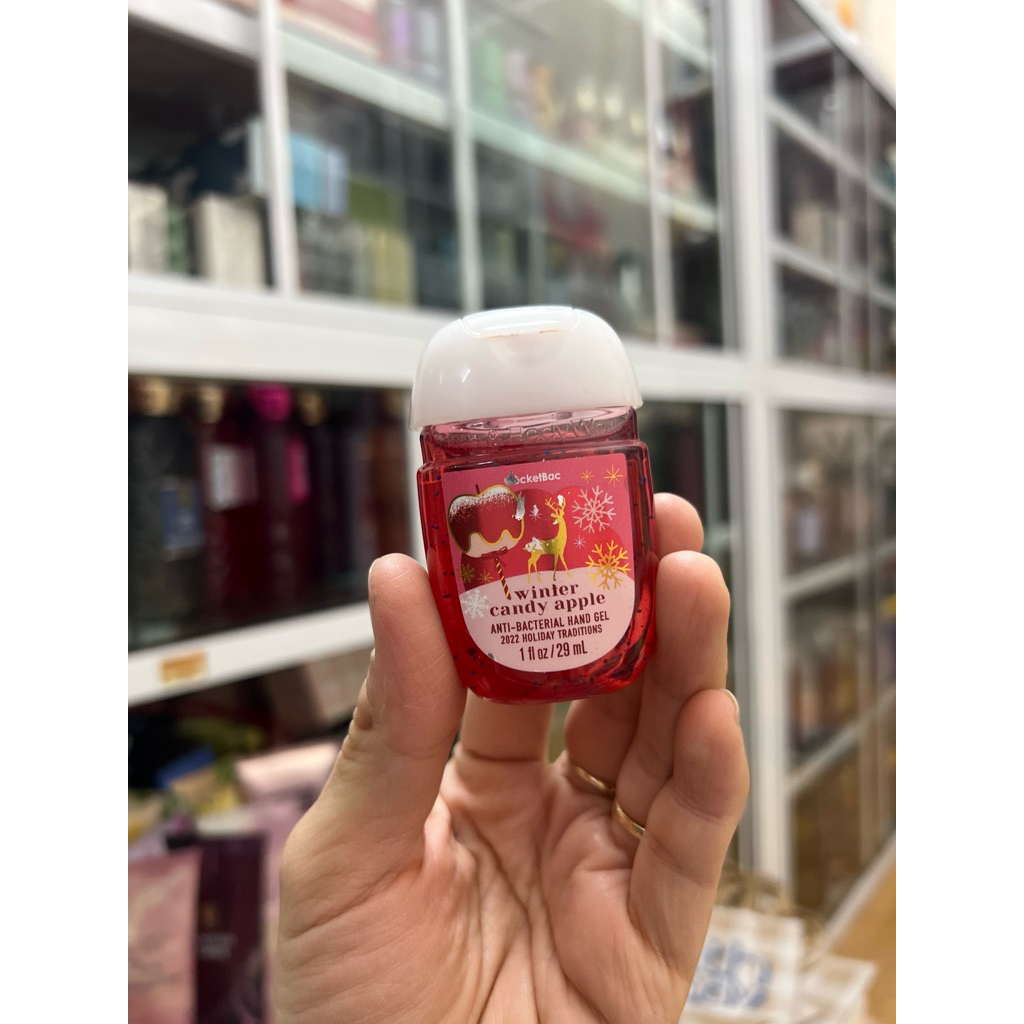 PocketBac
winter
candy apple
ANTI-BACTERIAL HAND GEL
2022 HOLIDAY TRADITIONS
1 fl oz / 29 mL